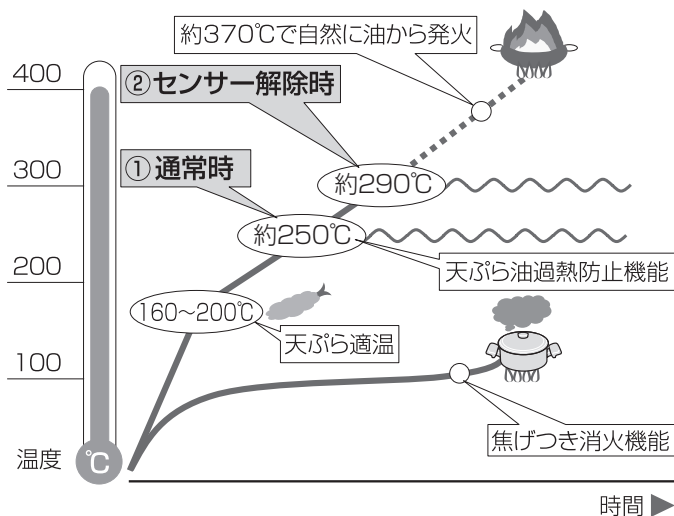 約370℃で自然に油から発火
400
②センサー解除時
300
①通常時
約290℃
約250℃
200
天ぷら油過熱防止機能
160～200℃
天ぷら適温
100
焦げつき消火機能
温度
℃
時間 ▶